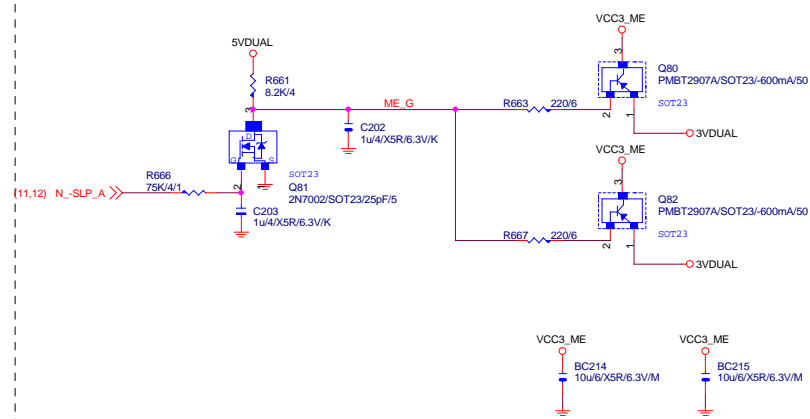 VCC3_ME
3
Q80
PMBT2907A/SOT23/-600mA/50
SOT23
2
1
3VDUAL
5VDUAL
R661
8.2K/4
3
ME_G
R663
220/6
C202
1u/4/X5R/6.3V/K
D
G
S
SOT23
2
1
Q81
2N7002/SOT23/25pF/5
(11,12) N_-SLP_A
R666
75K/4/1
C203
1u/4/X5R/6.3V/K
VCC3_ME
3
Q82
PMBT2907A/SOT23/-600mA/50
SOT23
R667
220/6
2
1
3VDUAL
VCC3_ME
BC214
10u/6/X5R/6.3V/M
VCC3_ME
BC215
10u/6/X5R/6.3V/M